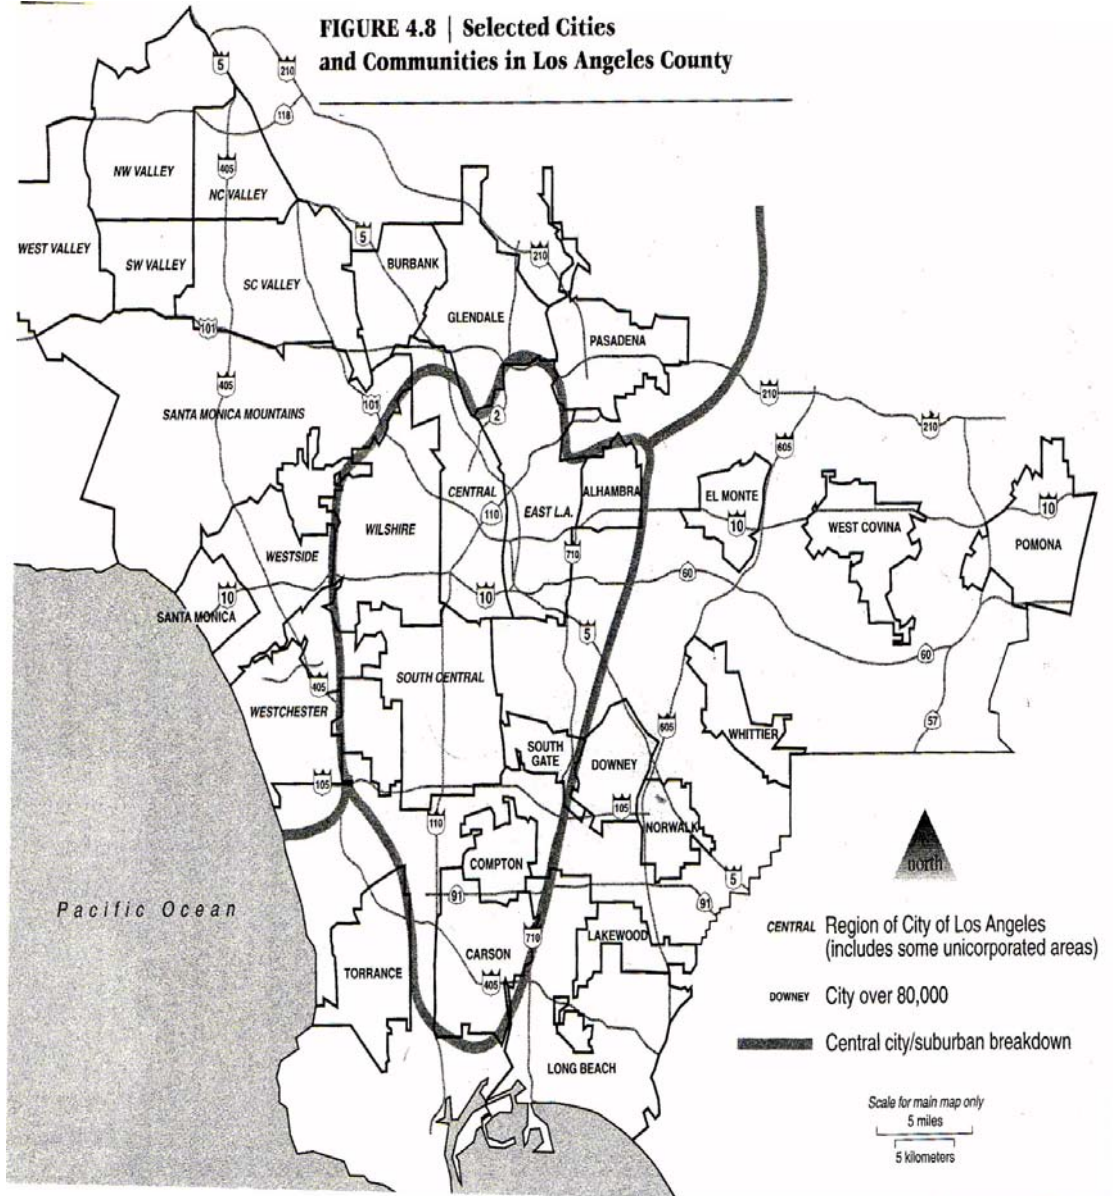 FIGURE 4.8 | Selected Cities
and Communities in Los Angeles County
5
210
118
405
NW VALLEY
NC VALLEY
WEST VALLEY
SW VALLEY
SC VALLEY
5
BURBANK
210
GLENDALE
101
PASADENA
405
101
2
210
210
SANTA MONICA MOUNTAINS
605
CENTRAL
ALHAMBRA
EL MONTE
10
110
EAST L.A.
10
WEST COVINA
WILSHIRE
POMONA
WESTSIDE
710
60
10
10
SANTA MONICA
5
60
SOUTH CENTRAL
405
WESTCHESTER
605
57
WHITTIER
SOUTH
GATE
DOWNEY
105
105
110
NORWALK
COMPTON
5
north
91
91
Pacific Ocean
710
LAKEWOOD
CENTRAL Region of City of Los Angeles
(includes some unicorporated areas)
CARSON
TORRANCE
405
DOWNEY City over 80,000
Central city/suburban breakdown
LONG BEACH
Scale for main map only
5 miles
5 kilometers